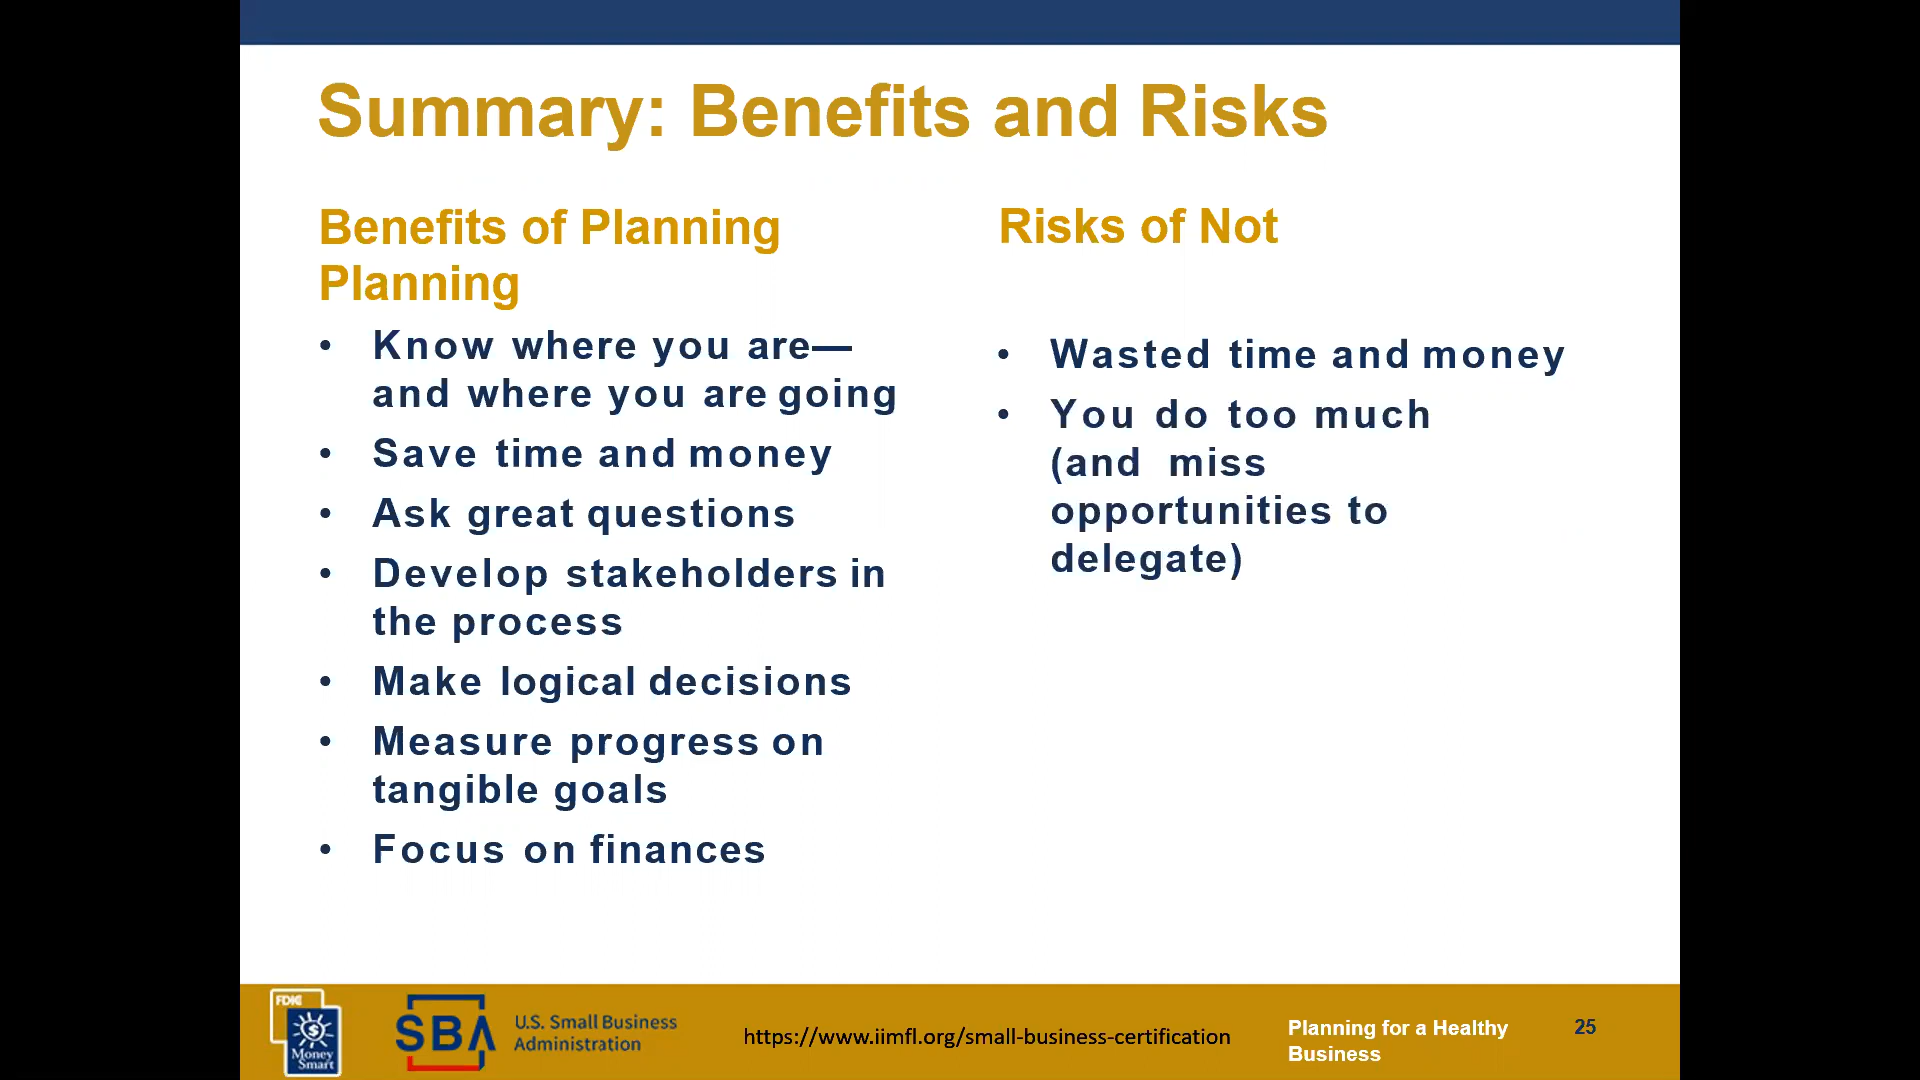 Summary: Benefits and Risks
Benefits of Planning
Planning
• Know where you are—
and where you are going
• Save time and money
• Ask great questions
• Develop stakeholders in
the process
• Make logical decisions
• Measure progress on
tangible goals
• Focus on finances
Risks of Not
• Wasted time and money
• You do too much
(and miss
opportunities to
delegate)
FDIC
Money
Smart
SBA
U.S. Small Business
Administration
https://www.iimfl.org/small-business-certification
Planning for a Healthy
Business
25